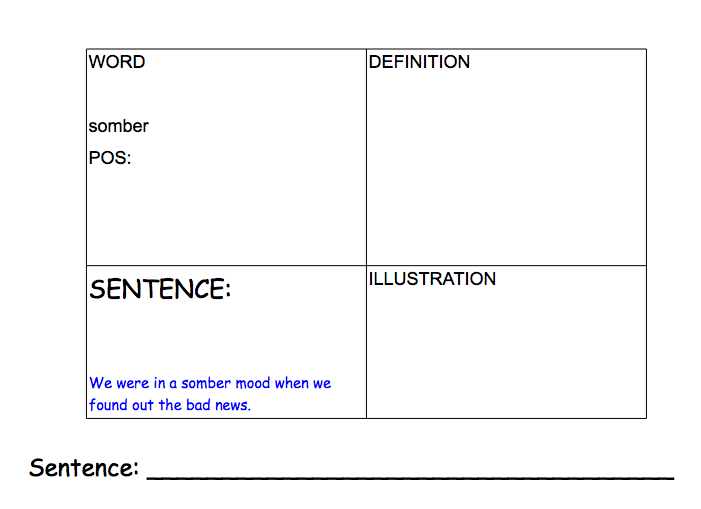 WORD
somber
POS:
DEFINITION
SENTENCE:
We were in a somber mood when we
found out the bad news.
ILLUSTRATION
Sentence: ___________________________________